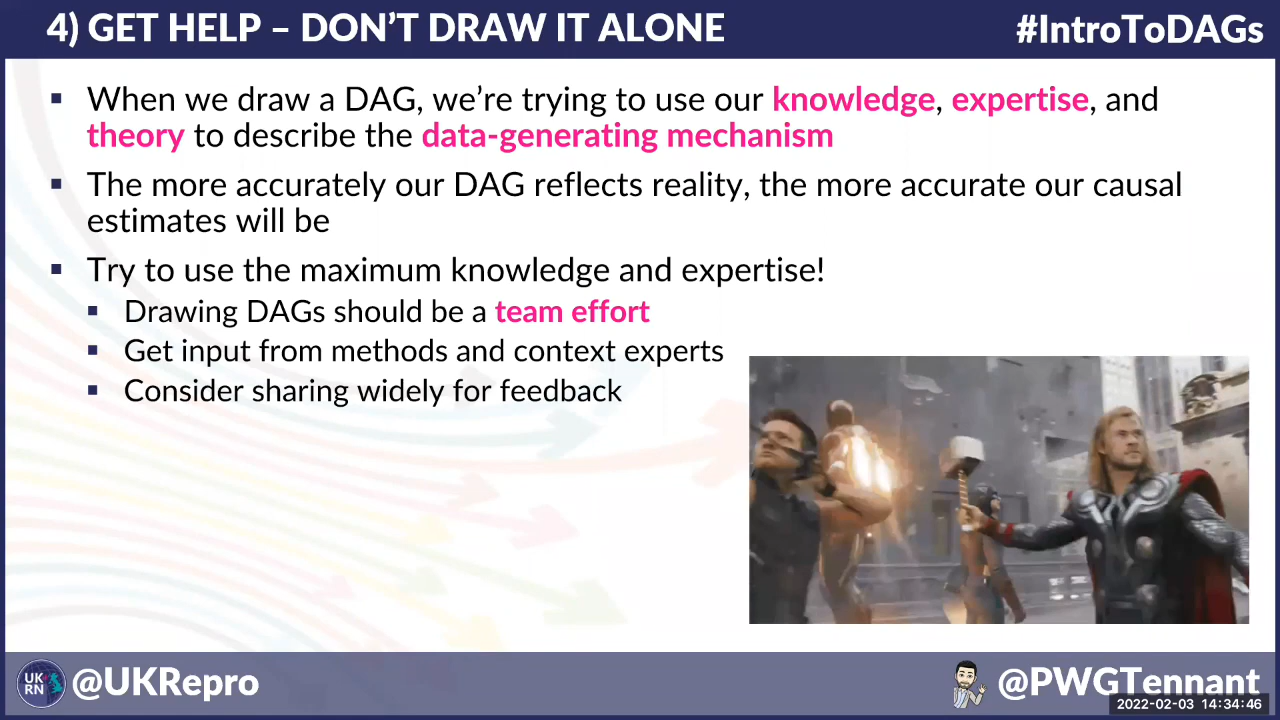 4) GET HELP – DON'T DRAW IT ALONE
#IntroToDAGs
▪ When we draw a DAG, we're trying to use our knowledge, expertise, and
theory to describe the data-generating mechanism
▪ The more accurately our DAG reflects reality, the more accurate our causal
estimates will be
▪ Try to use the maximum knowledge and expertise!
▪ Drawing DAGs should be a team effort
▪ Get input from methods and context experts
▪ Consider sharing widely for feedback
UK
RN
@UKRepro
@PWGTennant
2022-02-03 14:34:46